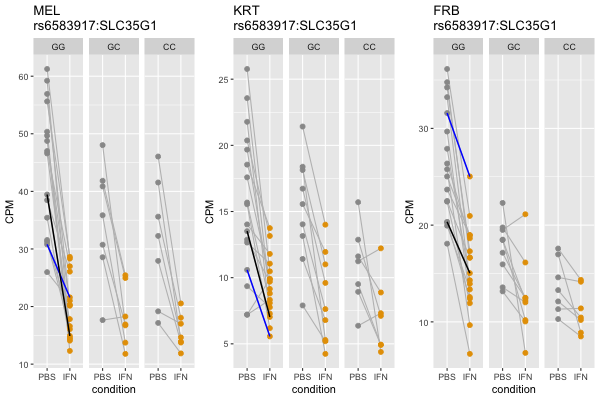 MEL
rs6583917:SLC35G1
GG GC CC
60
50
40
30
20
10
CPM
PBS IFN PBS IFN PBS IFN
condition
KRT
rs6583917:SLC35G1
GG GC CC
25
20
15
10
5
CPM
PBS IFN PBS IFN PBS IFN
condition
FRB
rs6583917:SLC35G1
GG GC CC
30
20
10
CPM
PBS IFN PBS IFN PBS IFN
condition